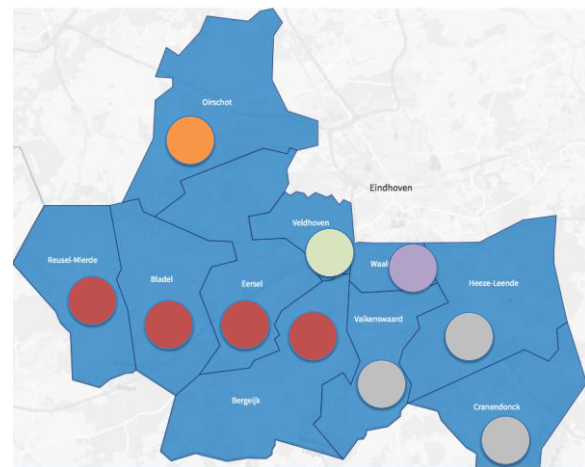 Oirschot
Eindhoven
Veldhoven
Reusel-Mierde
Bladel
Eersel
Waal
Heeze-Leende
Valkenswaard
Bergeijk
Cranendonck